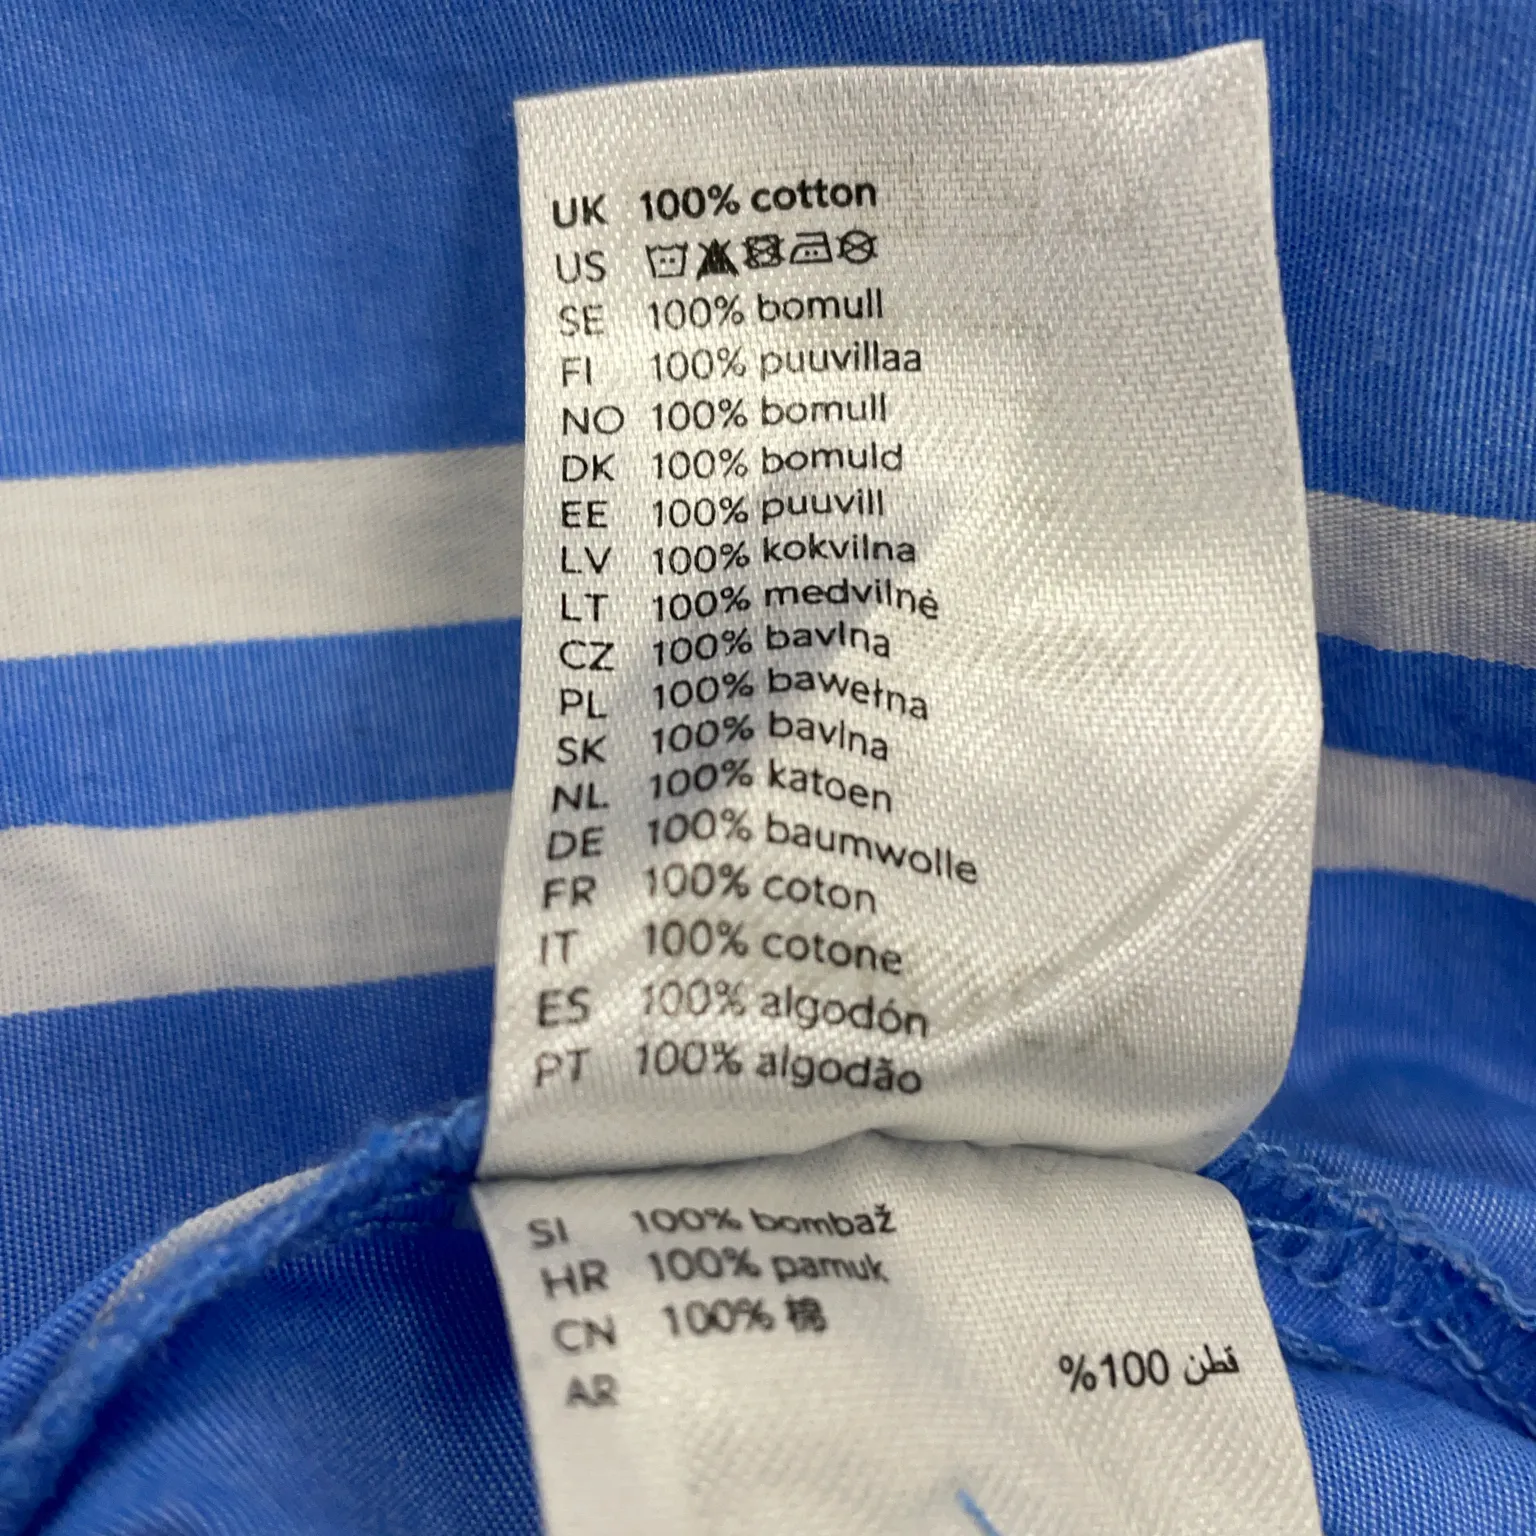 UK 100% cotton
US
SE 100% bomull
FI 100% puuvillaa
NO 100% bomull
DK 100% bomuld
EE 100% puuvill
LV 100% kokvilna
LT 100% medvilnė
CZ 100% bavlna
PL 100% bawełna
SK 100% bavlna
NL 100% katoen
DE 100% baumwolle
FR 100% coton
IT 100% cotone
ES 100% algodón
PT 100% algodão
SI 100% bombaž
HR 100% pamuk
CN 100% 棉
AR قطن 100%